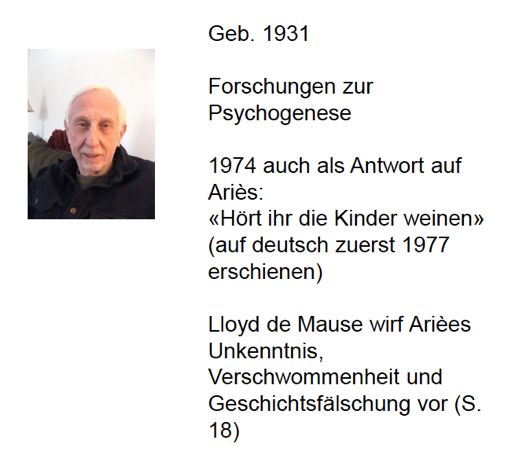 Geb. 1931
Forschungen zur
Psychogenese
1974 auch als Antwort auf
Ariès:
«Hört ihr die Kinder weinen»
(auf deutsch zuerst 1977
erschienen)
Lloyd de Mause wirf Arièes
Unkenntnis,
Verschwommenheit und
Geschichtsfälschung vor (S.
18)